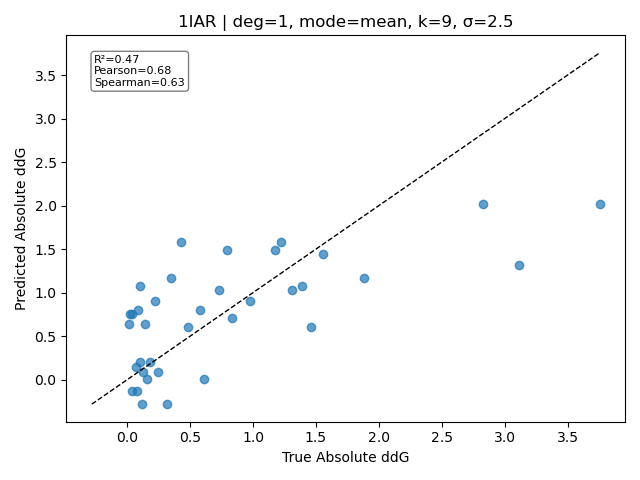 1IAR | deg=1, mode=mean, k=9, σ=2.5
R²=0.47
Pearson=0.68
Spearman=0.63
3.5
3.0
2.5
2.0
1.5
1.0
0.5
0.0
Predicted Absolute ddG
0.0 0.5 1.0 1.5 2.0 2.5 3.0 3.5
True Absolute ddG